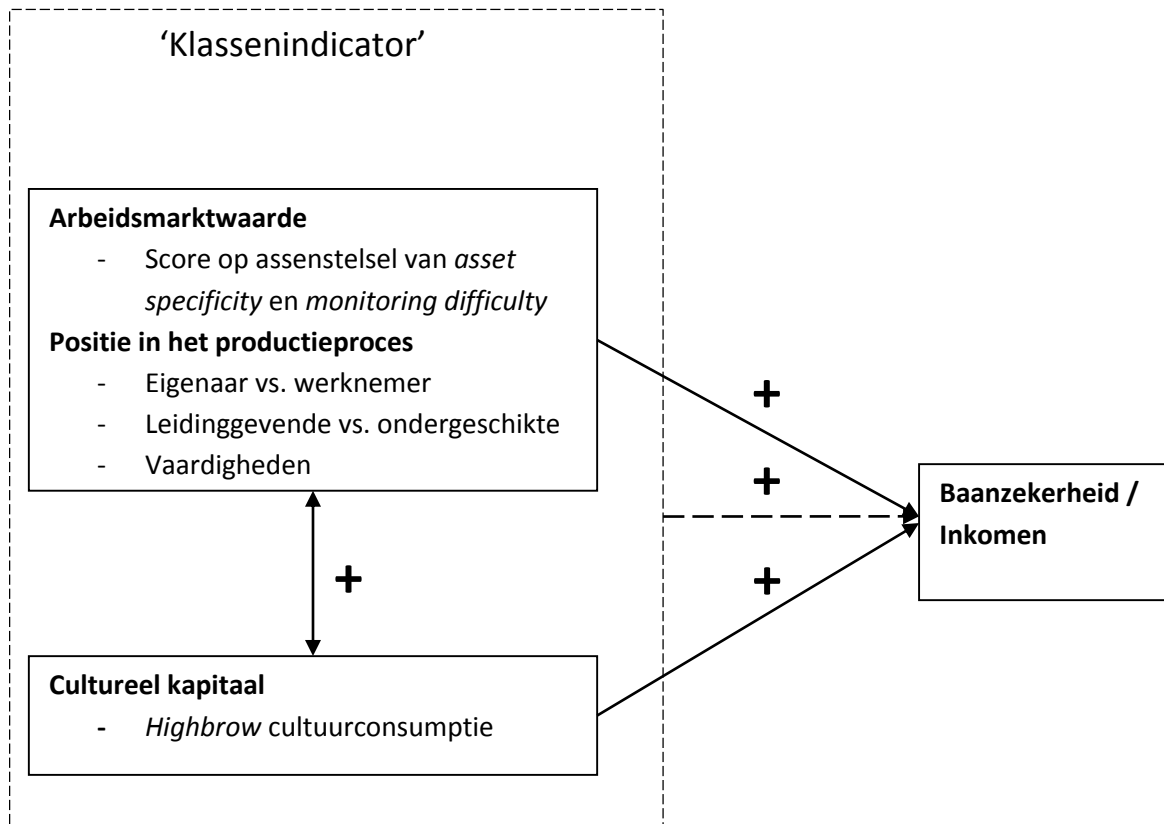 ‘Klassenindicator’
Arbeidsmarktwaarde
- Score op assenstelsel van asset
specificity en monitoring difficulty
Positie in het productieproces
- Eigenaar vs. werknemer
- Leidinggevende vs. ondergeschikte
- Vaardigheden
+
+
Baanzekerheid /
Inkomen
+
+
Cultureel kapitaal
- Highbrow cultuurconsumptie